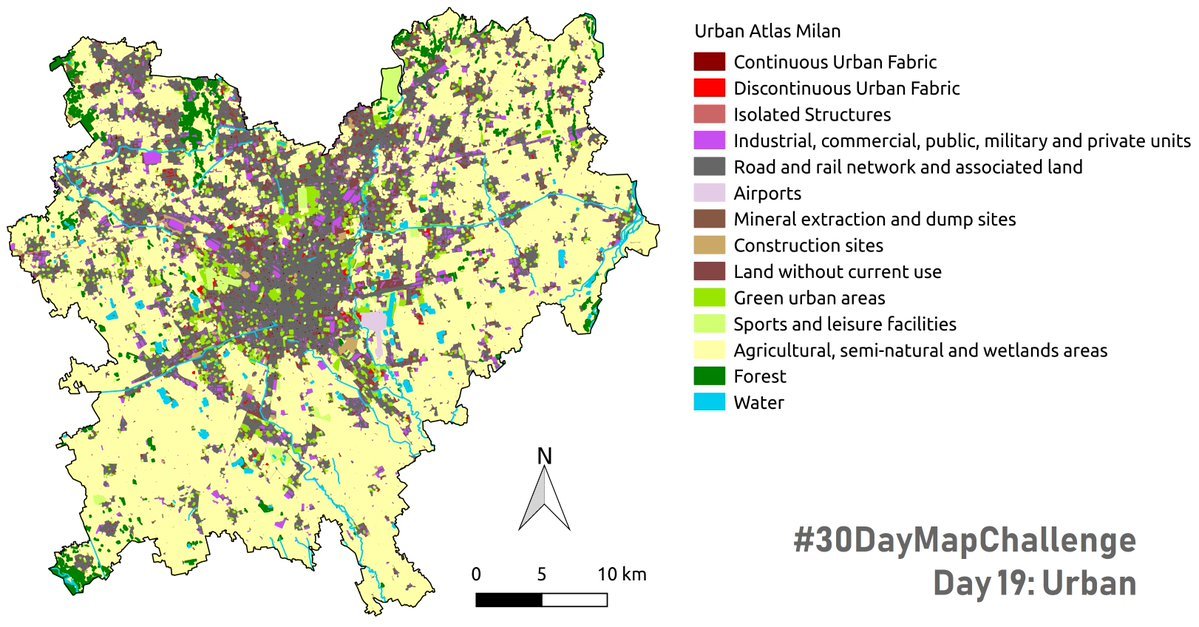 Urban Atlas Milan
Continuous Urban Fabric
Discontinuous Urban Fabric
Isolated Structures
Industrial, commercial, public, military and private units
Road and rail network and associated land
Airports
Mineral extraction and dump sites
Construction sites
Land without current use
Green urban areas
Sports and leisure facilities
Agricultural, semi-natural and wetlands areas
Forest
Water
N
0 5 10 km
#30DayMapChallenge
Day 19: Urban